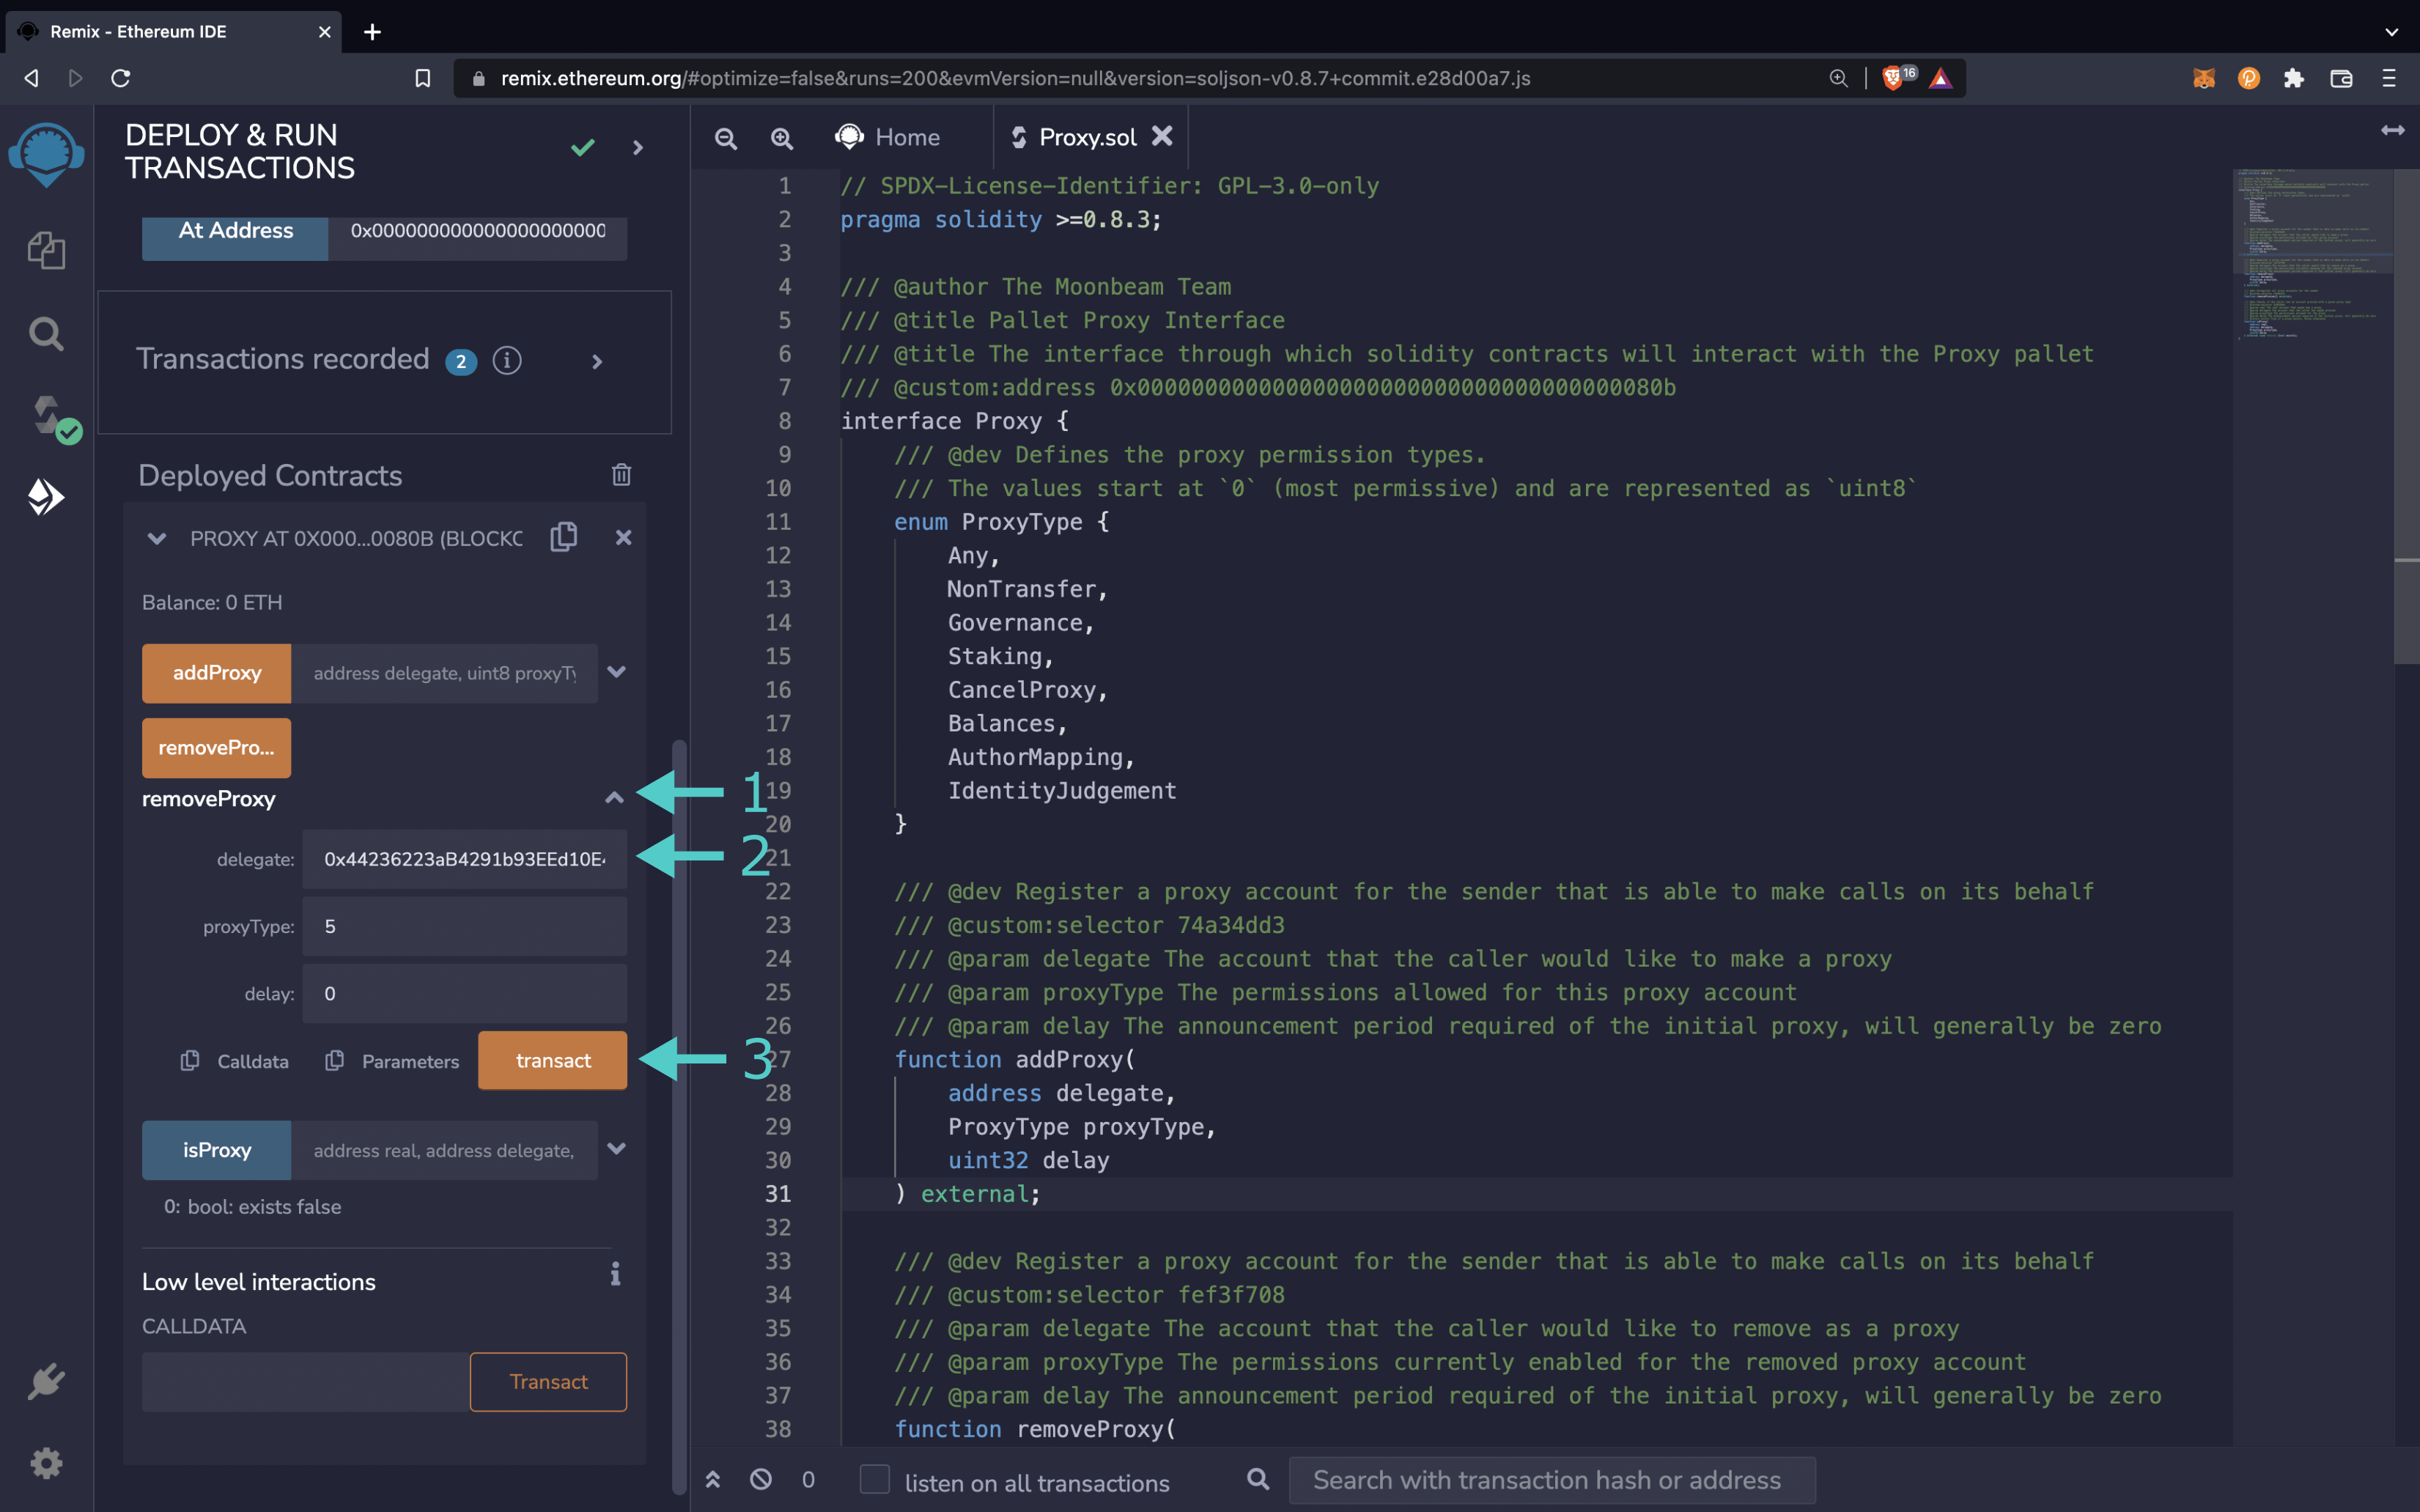 Remix - Ethereum IDE
remix.ethereum.org/#optimize=false&runs=200&evmVersion=null&version=soljson-v0.8.7+commit.e28d00a7.js
16
DEPLOY & RUN
TRANSACTIONS
At Address
0x0000000000000000000000
Transactions recorded 2 i
Deployed Contracts
PROXY AT 0X000...0080B (BLOCKC
Balance: 0 ETH
addProxy
address delegate, uint8 proxyTy
removePro...
removeProxy
1
delegate:
0x44236223aB4291b93EEd10E4
2
proxyType:
5
delay:
0
Calldata
Parameters
transact
3
isProxy
address real, address delegate,
0: bool: exists false
Low level interactions
i
CALLDATA
Transact
Home
Proxy.sol
1 // SPDX-License-Identifier: GPL-3.0-only
2 pragma solidity >=0.8.3;
3
4 /// @author The Moonbeam Team
5 /// @title Pallet Proxy Interface
6 /// @title The interface through which solidity contracts will interact with the Proxy pallet
7 /// @custom:address 0x000000000000000000000000000000000000080b
8 interface Proxy {
9 /// @dev Defines the proxy permission types.
10 /// The values start at `0` (most permissive) and are represented as `uint8`
11 enum ProxyType {
12 Any,
13 NonTransfer,
14 Governance,
15 Staking,
16 CancelProxy,
17 Balances,
18 AuthorMapping,
19 IdentityJudgement
20 }
21
22 /// @dev Register a proxy account for the sender that is able to make calls on its behalf
23 /// @custom:selector 74a34dd3
24 /// @param delegate The account that the caller would like to make a proxy
25 /// @param proxyType The permissions allowed for this proxy account
26 /// @param delay The announcement period required of the initial proxy, will generally be zero
27 function addProxy(
28 address delegate,
29 ProxyType proxyType,
30 uint32 delay
31 ) external;
32
33 /// @dev Register a proxy account for the sender that is able to make calls on its behalf
34 /// @custom:selector fef3f708
35 /// @param delegate The account that the caller would like to remove as a proxy
36 /// @param proxyType The permissions currently enabled for the removed proxy account
37 /// @param delay The announcement period required of the initial proxy, will generally be zero
38 function removeProxy(
0
listen on all transactions
Search with transaction hash or address